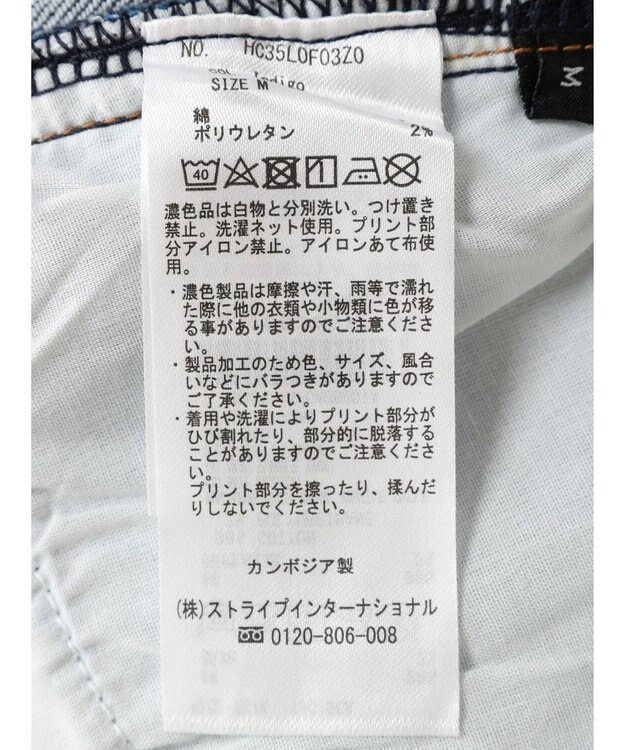 NO. HC35L0F03Z0
SIZE M
綿
ポリウレタン 2%
40
濃色品は白物と分別洗い。つけ置き
禁止。洗濯ネット使用。プリント部
分アイロン禁止。アイロンあて布使
用。
・濃色製品は摩擦や汗、雨等で濡れ
た際に他の衣類や小物類に色が移
る事がありますのでご注意くださ
い。
・製品加工のため色、サイズ、風合
いなどにバラつきがありますので
ご了承ください。
・着用や洗濯によりプリント部分が
ひび割れたり、部分的に脱落する
ことがありますのでご注意くださ
い。
プリント部分を擦ったり、揉んだ
りしないでください。
カンボジア製
(株)ストライプインターナショナル
0120-806-008
M